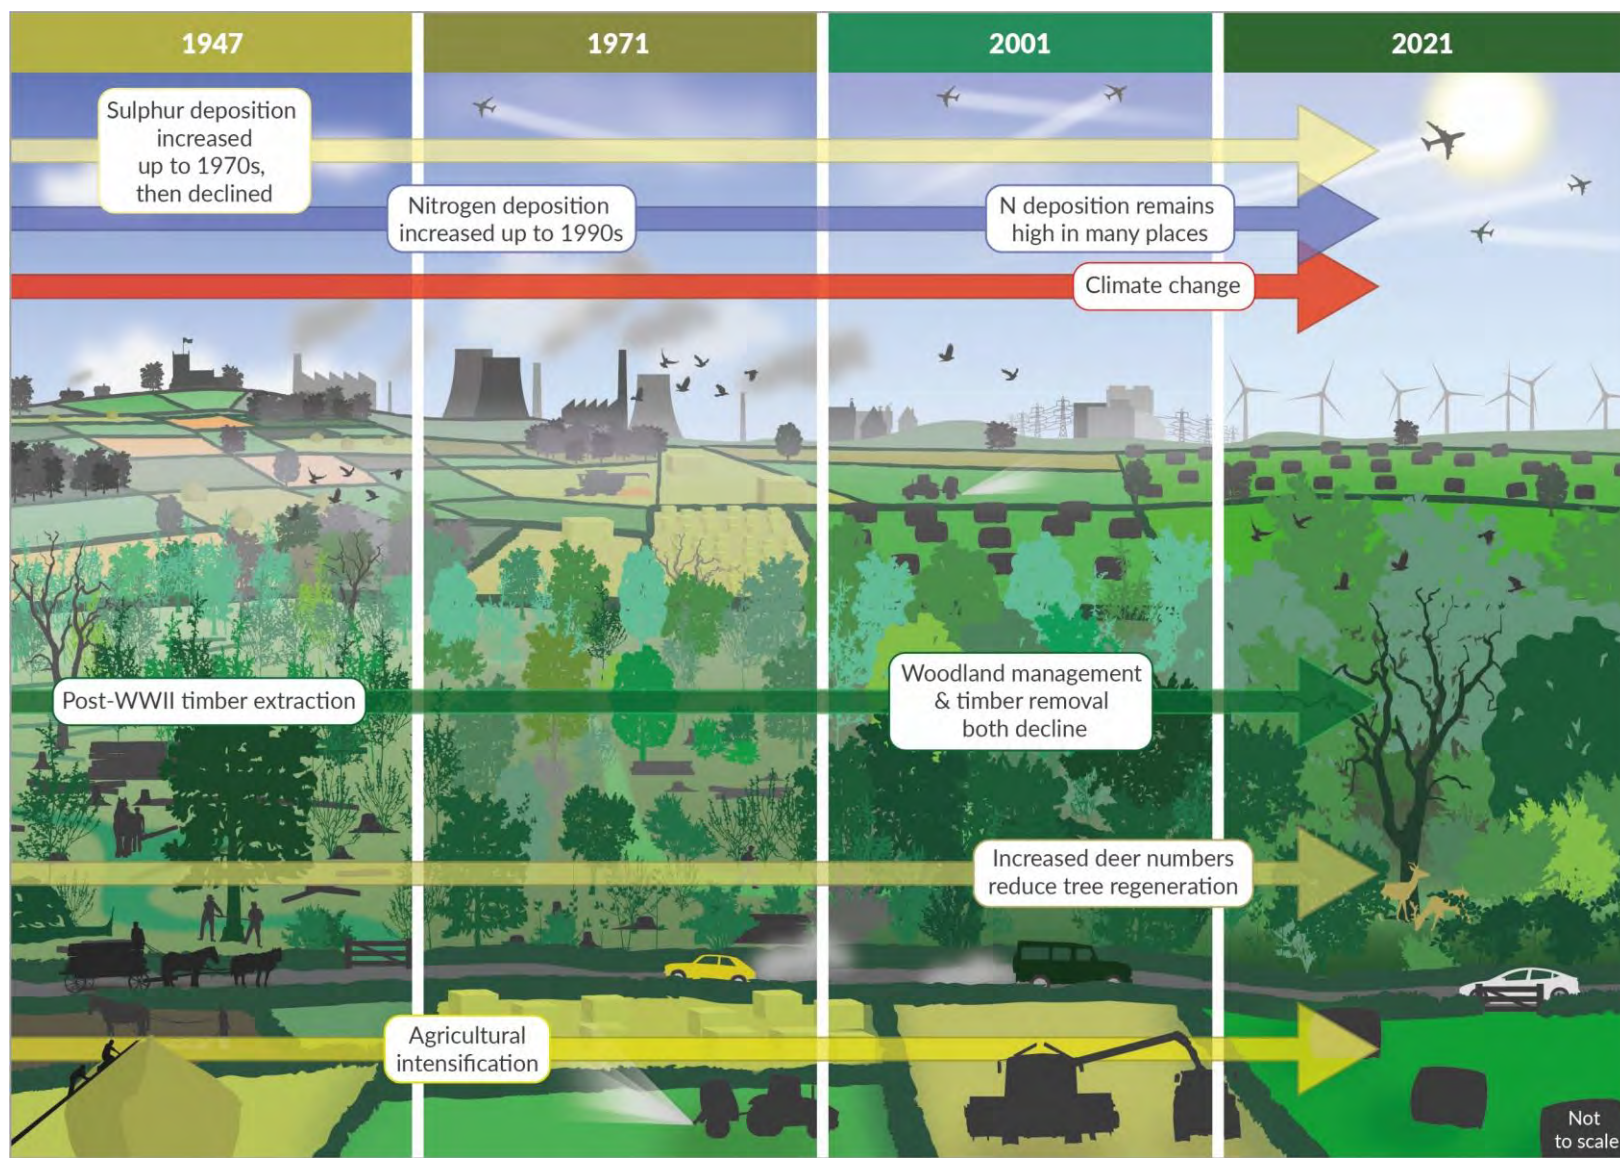 1947
1971
2001
2021
Sulphur deposition
increased
up to 1970s,
then declined
Nitrogen deposition
increased up to 1990s
N deposition remains
high in many places
Climate change
Post-WWII timber extraction
Woodland management
& timber removal
both decline
Increased deer numbers
reduce tree regeneration
Agricultural
intensification
Not
to scale